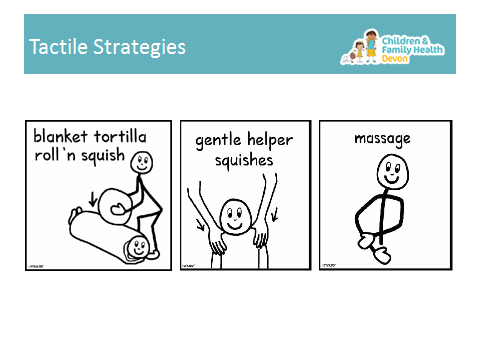 Tactile Strategies
Children &
Family Health
Devon
blanket tortilla
roll 'n squish
gentle helper
squishes
massage